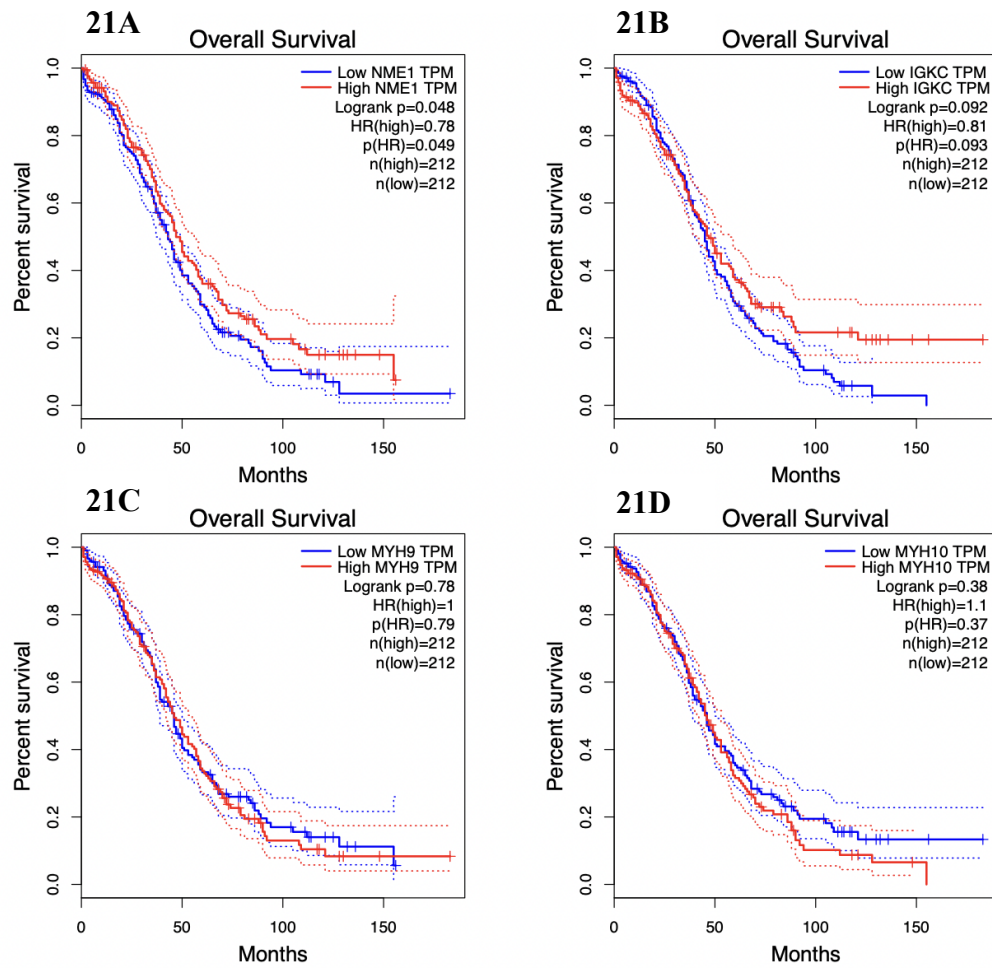 21A
Overall Survival
Low NME1 TPM
High NME1 TPM
Logrank p=0.048
HR(high)=0.78
p(HR)=0.049
n(high)=212
n(low)=212
Percent survival
1.0
0.8
0.6
0.4
0.2
0.0
0
50
100
150
Months
21B
Overall Survival
Low IGKC TPM
High IGKC TPM
Logrank p=0.092
HR(high)=0.81
p(HR)=0.093
n(high)=212
n(low)=212
Percent survival
1.0
0.8
0.6
0.4
0.2
0.0
0
50
100
150
Months
21C
Overall Survival
Low MYH9 TPM
High MYH9 TPM
Logrank p=0.78
HR(high)=1
p(HR)=0.79
n(high)=212
n(low)=212
Percent survival
1.0
0.8
0.6
0.4
0.2
0.0
0
50
100
150
Months
21D
Overall Survival
Low MYH10 TPM
High MYH10 TPM
Logrank p=0.38
HR(high)=1.1
p(HR)=0.37
n(high)=212
n(low)=212
Percent survival
1.0
0.8
0.6
0.4
0.2
0.0
0
50
100
150
Months